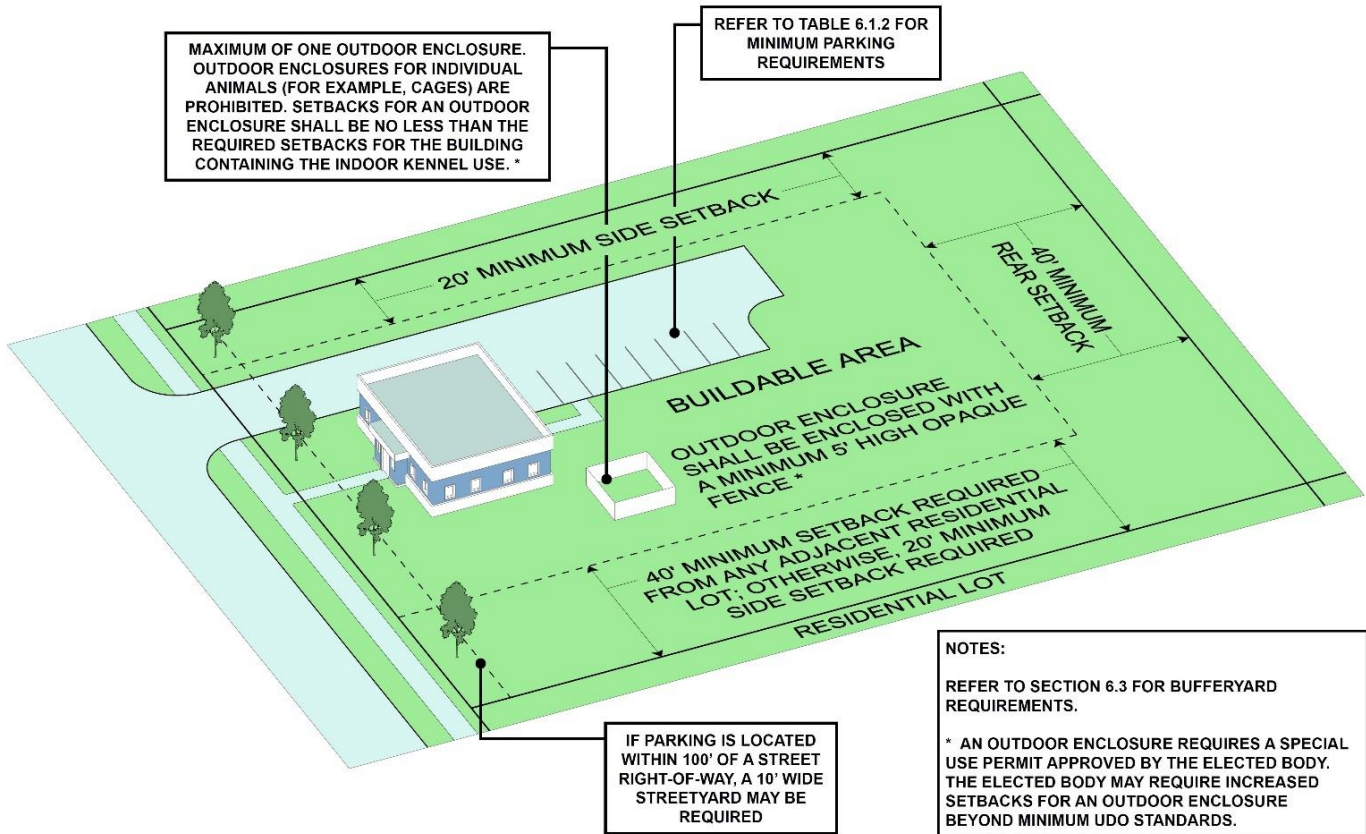 MAXIMUM OF ONE OUTDOOR ENCLOSURE.
OUTDOOR ENCLOSURES FOR INDIVIDUAL
ANIMALS (FOR EXAMPLE, CAGES) ARE
PROHIBITED. SETBACKS FOR AN OUTDOOR
ENCLOSURE SHALL BE NO LESS THAN THE
REQUIRED SETBACKS FOR THE BUILDING
CONTAINING THE INDOOR KENNEL USE. *
REFER TO TABLE 6.1.2 FOR
MINIMUM PARKING
REQUIREMENTS
20' MINIMUM SIDE SETBACK
40' MINIMUM
REAR SETBACK
BUILDABLE AREA
OUTDOOR ENCLOSURE
SHALL BE ENCLOSED WITH
A MINIMUM 5' HIGH OPAQUE
FENCE *
40' MINIMUM SETBACK REQUIRED
FROM ANY ADJACENT RESIDENTIAL
LOT; OTHERWISE, 20' MINIMUM
SIDE SETBACK REQUIRED
RESIDENTIAL LOT
IF PARKING IS LOCATED
WITHIN 100' OF A STREET
RIGHT-OF-WAY, A 10' WIDE
STREETYARD MAY BE
REQUIRED
NOTES:
REFER TO SECTION 6.3 FOR BUFFERYARD
REQUIREMENTS.
* AN OUTDOOR ENCLOSURE REQUIRES A SPECIAL
USE PERMIT APPROVED BY THE ELECTED BODY.
THE ELECTED BODY MAY REQUIRE INCREASED
SETBACKS FOR AN OUTDOOR ENCLOSURE
BEYOND MINIMUM UDO STANDARDS.